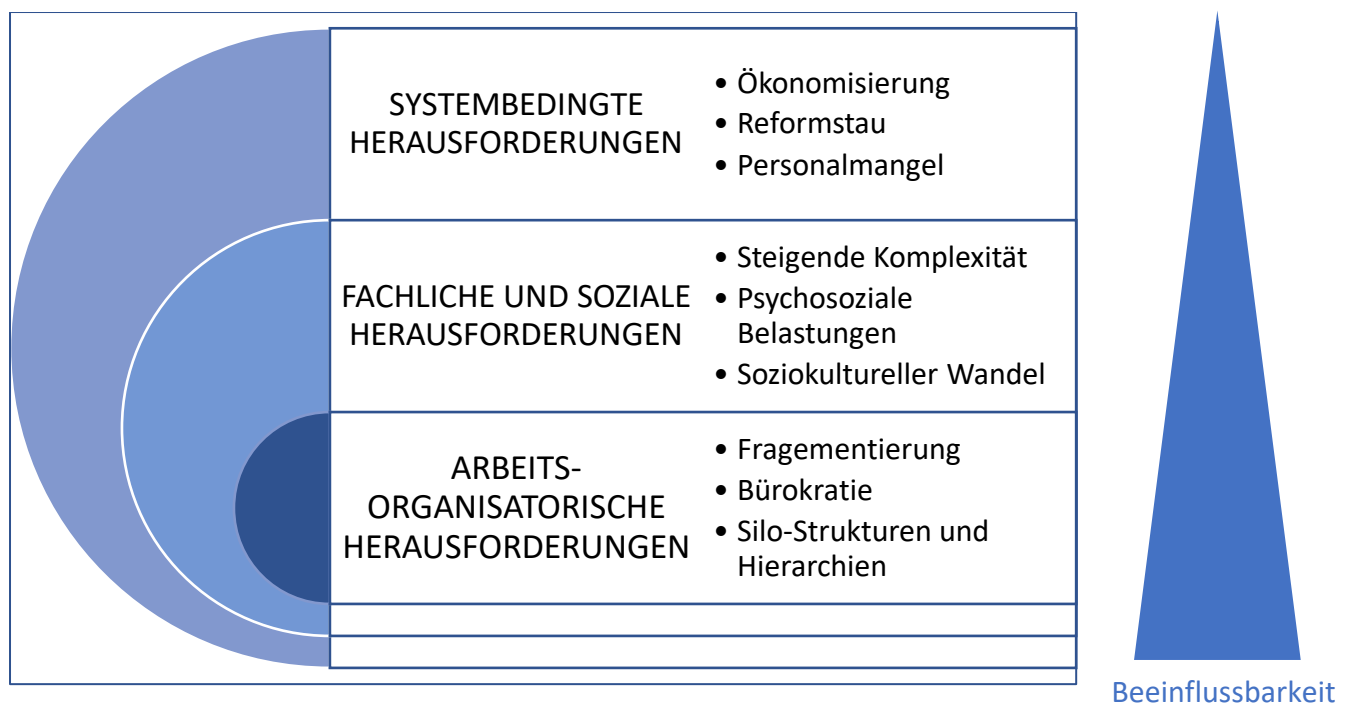 SYSTEMBEDINGTE
HERAUSFORDERUNGEN
• Ökonomisierung
• Reformstau
• Personalmangel
FACHLICHE UND SOZIALE
HERAUSFORDERUNGEN
• Steigende Komplexität
• Psychosoziale
Belastungen
• Soziokultureller Wandel
ARBEITS-
ORGANISATORISCHE
HERAUSFORDERUNGEN
• Fragementierung
• Bürokratie
• Silo-Strukturen und
Hierarchien
Beeinflussbarkeit